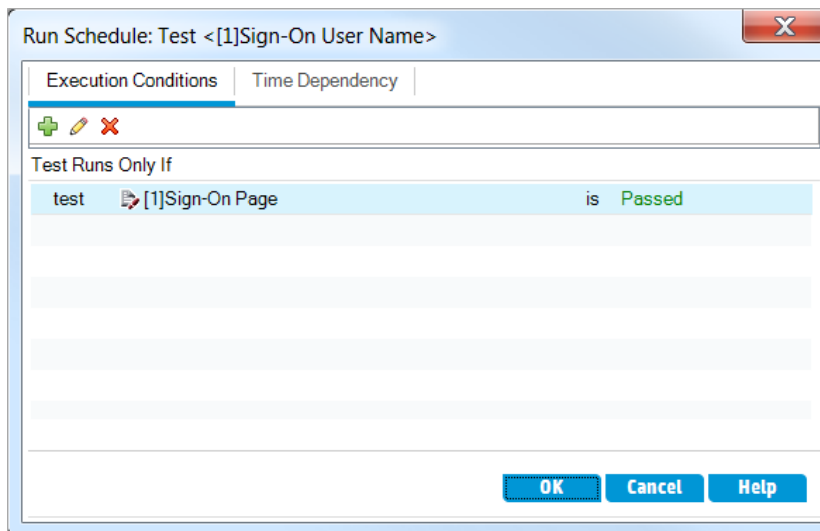 Run Schedule: Test <[1]Sign-On User Name>
Execution Conditions Time Dependency
Test Runs Only If
test [1]Sign-On Page is Passed
OK Cancel Help